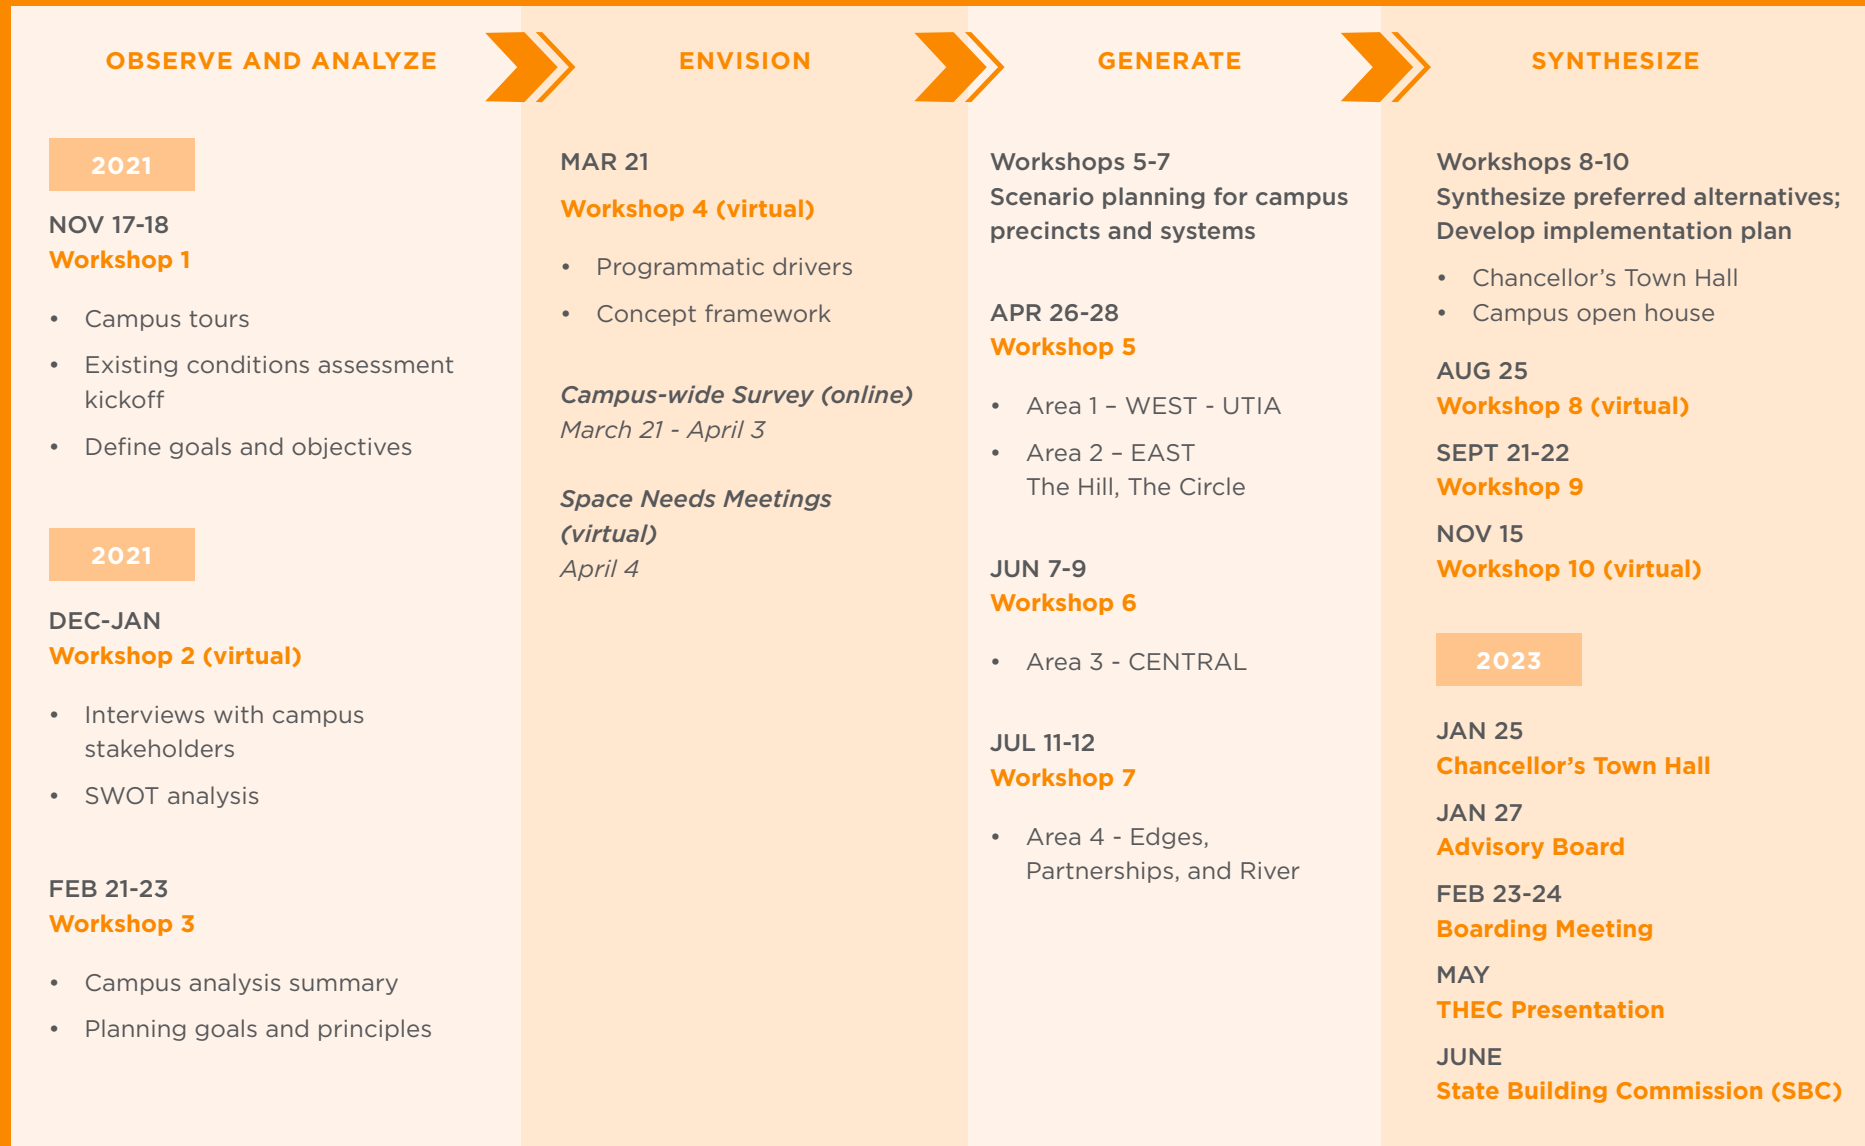 OBSERVE AND ANALYZE
2021
NOV 17-18
Workshop 1
• Campus tours
• Existing conditions assessment
kickoff
• Define goals and objectives
2021
DEC-JAN
Workshop 2 (virtual)
• Interviews with campus
stakeholders
• SWOT analysis
FEB 21-23
Workshop 3
• Campus analysis summary
• Planning goals and principles
ENVISION
MAR 21
Workshop 4 (virtual)
• Programmatic drivers
• Concept framework
Campus-wide Survey (online)
March 21 - April 3
Space Needs Meetings
(virtual)
April 4
GENERATE
Workshops 5-7
Scenario planning for campus
precincts and systems
APR 26-28
Workshop 5
• Area 1 – WEST - UTIA
• Area 2 – EAST
The Hill, The Circle
JUN 7-9
Workshop 6
• Area 3 - CENTRAL
JUL 11-12
Workshop 7
• Area 4 - Edges,
Partnerships, and River
SYNTHESIZE
Workshops 8-10
Synthesize preferred alternatives;
Develop implementation plan
• Chancellor’s Town Hall
• Campus open house
AUG 25
Workshop 8 (virtual)
SEPT 21-22
Workshop 9
NOV 15
Workshop 10 (virtual)
2023
JAN 25
Chancellor’s Town Hall
JAN 27
Advisory Board
FEB 23-24
Boarding Meeting
MAY
THEC Presentation
JUNE
State Building Commission (SBC)